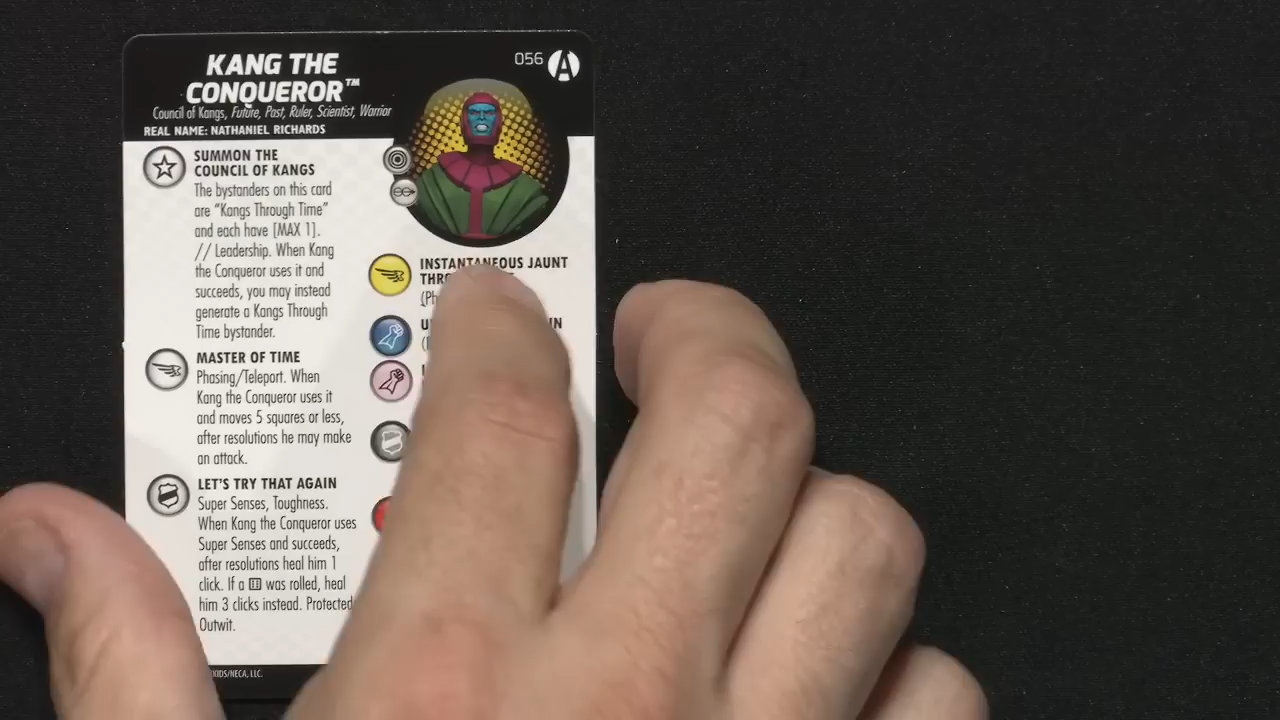 KANG THE
CONQUEROR™
056
Council of Kangs, Future, Past, Ruler, Scientist, Warrior
REAL NAME: NATHANIEL RICHARDS
SUMMON THE
COUNCIL OF KANGS
The bystanders on this card
are "Kangs Through Time"
and each have [MAX 1].
// Leadership. When Kang
the Conqueror uses it and
succeeds, you may instead
generate a Kangs Through
Time bystander.
MASTER OF TIME
Phasing/Teleport. When
Kang the Conqueror uses it
and moves 5 squares or less,
after resolutions he may make
an attack.
LET'S TRY THAT AGAIN
Super Senses, Toughness.
When Kang the Conqueror uses
Super Senses and succeeds,
after resolutions heal him 1
click. If a ⚅ was rolled, heal
him 3 clicks instead. Protected
Outwit.
INSTANTANEOUS JAUNT
KIDS/NECA, LLC.